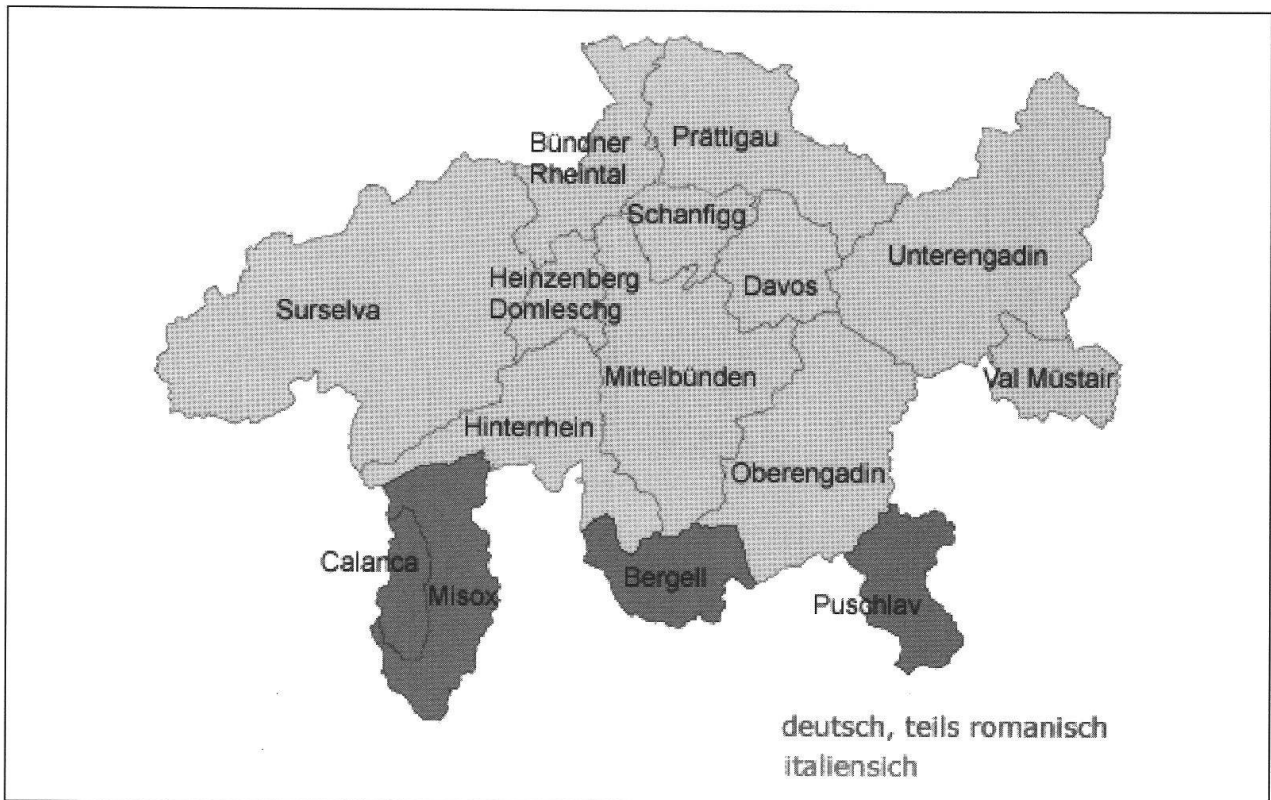 Bündner
Rheintal
Prättigau
Schanfigg
Unterengadin
Heinzenberg
Domleschg
Davos
Surselva
Mittelbünden
Val Müstair
Hinterrhein
Oberengadin
Calanca
Misox
Bergell
Puschlav
deutsch, teils romanisch
italiensich